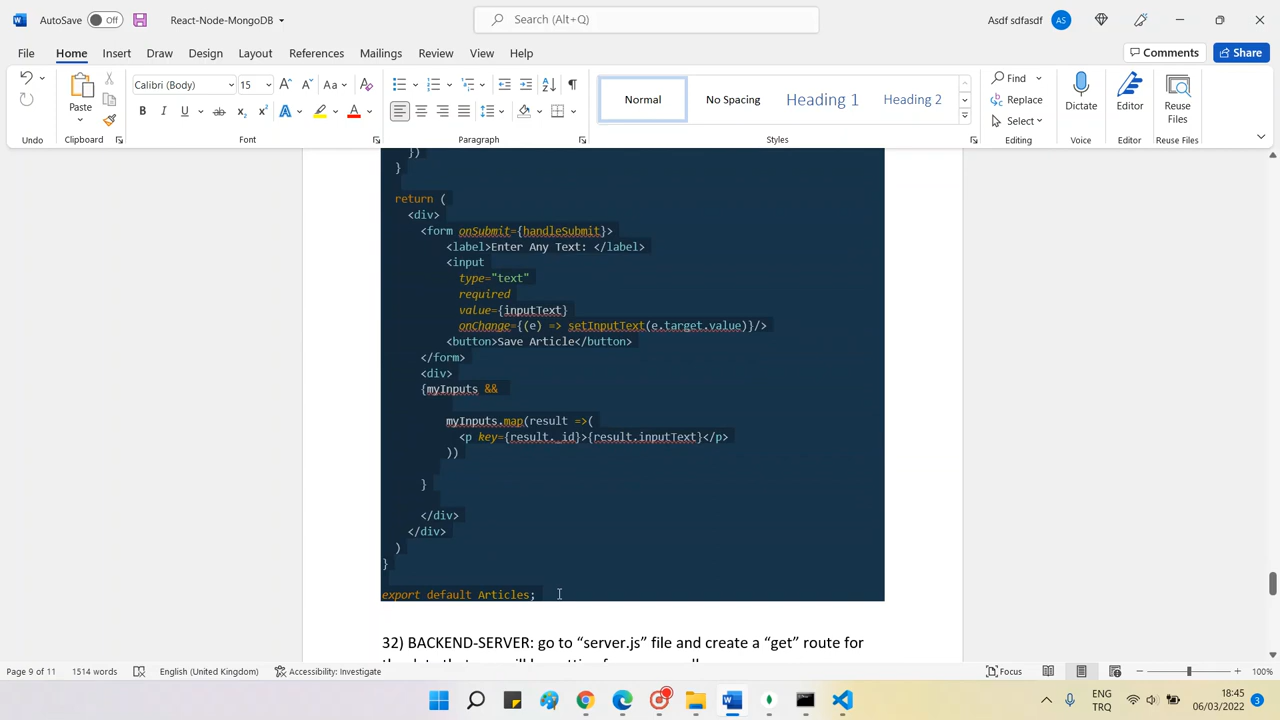 AutoSave Off React-Node-MongoDB Search (Alt+Q) Asdf sdfasdf AS
File Home Insert Draw Design Layout References Mailings Review View Help Comments Share
Paste Calibri (Body) 15 Aa Normal No Spacing Heading 1 Heading 2 Find Replace Select Dictate Editor Reuse Files
Undo Clipboard Font Paragraph Styles Editing Voice Editor Reuse Files
})
}
return (
<div>
<form onSubmit={handleSubmit}>
<label>Enter Any Text: </label>
<input
type="text"
required
value={inputText}
onChange={(e) => setInputText(e.target.value)}/>
<button>Save Article</button>
</form>
<div>
{myInputs &&
myInputs.map(result =>(
<p key={result._id}>{result.inputText}</p>
))
}
</div>
</div>
)
}
export default Articles;
32) BACKEND-SERVER: go to “server.js” file and create a “get” route for
Page 9 of 11 1514 words English (United Kingdom) Accessibility: Investigate Focus 100%
ENG
TRQ
18:45
06/03/2022
3